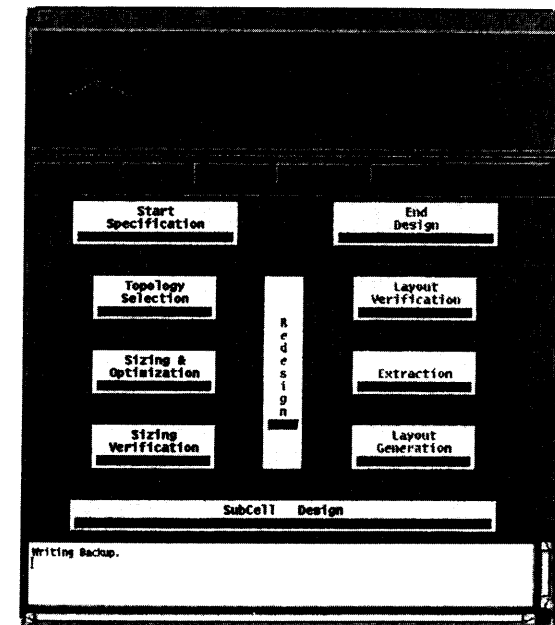 Start
Specification
End
Design
Topology
Selection
Layout
Verification
Redesign
Sizing &
Optimization
Extraction
Sizing
Verification
Layout
Generation
SubCell Design
Writing Backup.